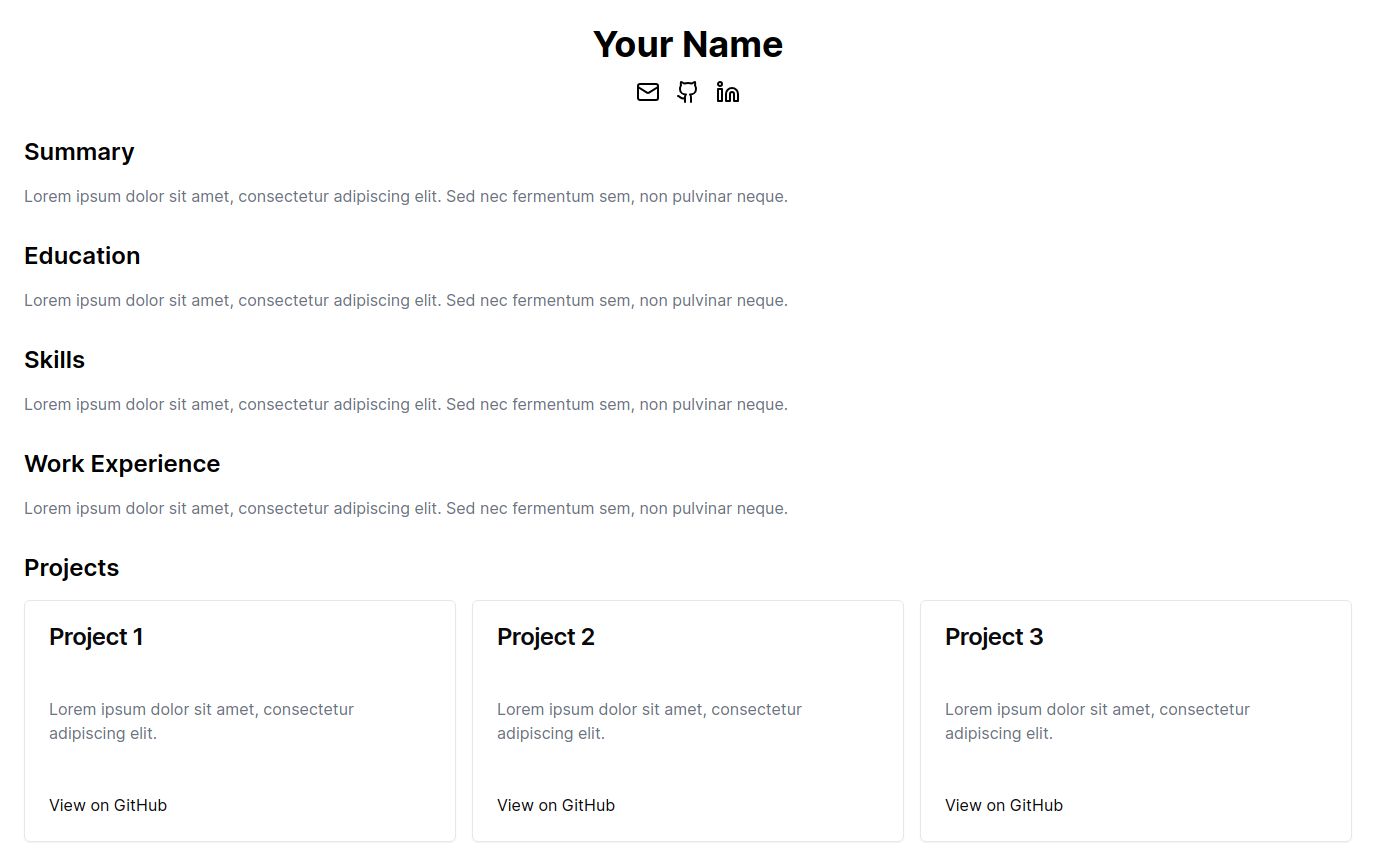 Your Name
Summary
Lorem ipsum dolor sit amet, consectetur adipiscing elit. Sed nec fermentum sem, non pulvinar neque.
Education
Lorem ipsum dolor sit amet, consectetur adipiscing elit. Sed nec fermentum sem, non pulvinar neque.
Skills
Lorem ipsum dolor sit amet, consectetur adipiscing elit. Sed nec fermentum sem, non pulvinar neque.
Work Experience
Lorem ipsum dolor sit amet, consectetur adipiscing elit. Sed nec fermentum sem, non pulvinar neque.
Projects
Project 1
Lorem ipsum dolor sit amet, consectetur
adipiscing elit.
View on GitHub
Project 2
Lorem ipsum dolor sit amet, consectetur
adipiscing elit.
View on GitHub
Project 3
Lorem ipsum dolor sit amet, consectetur
adipiscing elit.
View on GitHub